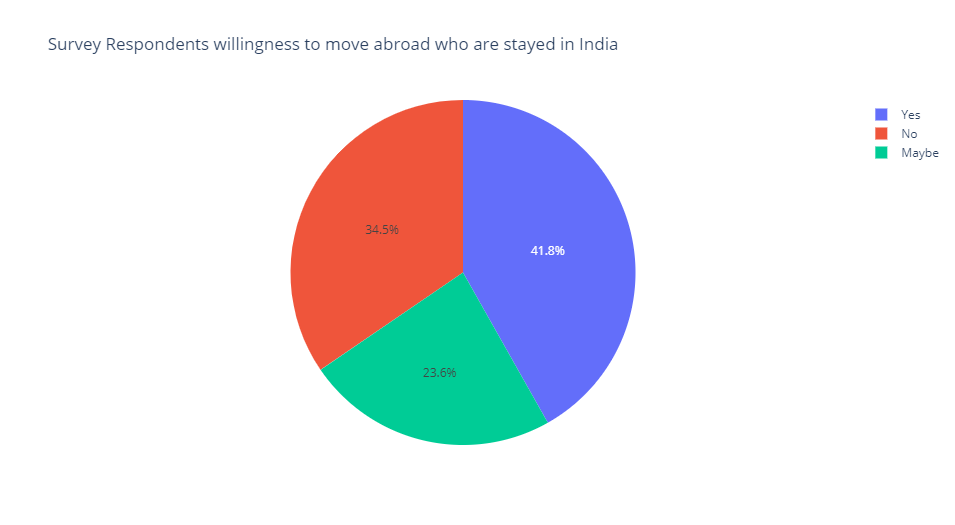 Survey Respondents willingness to move abroad who are stayed in India
Yes
No
Maybe
34.5%
41.8%
23.6%